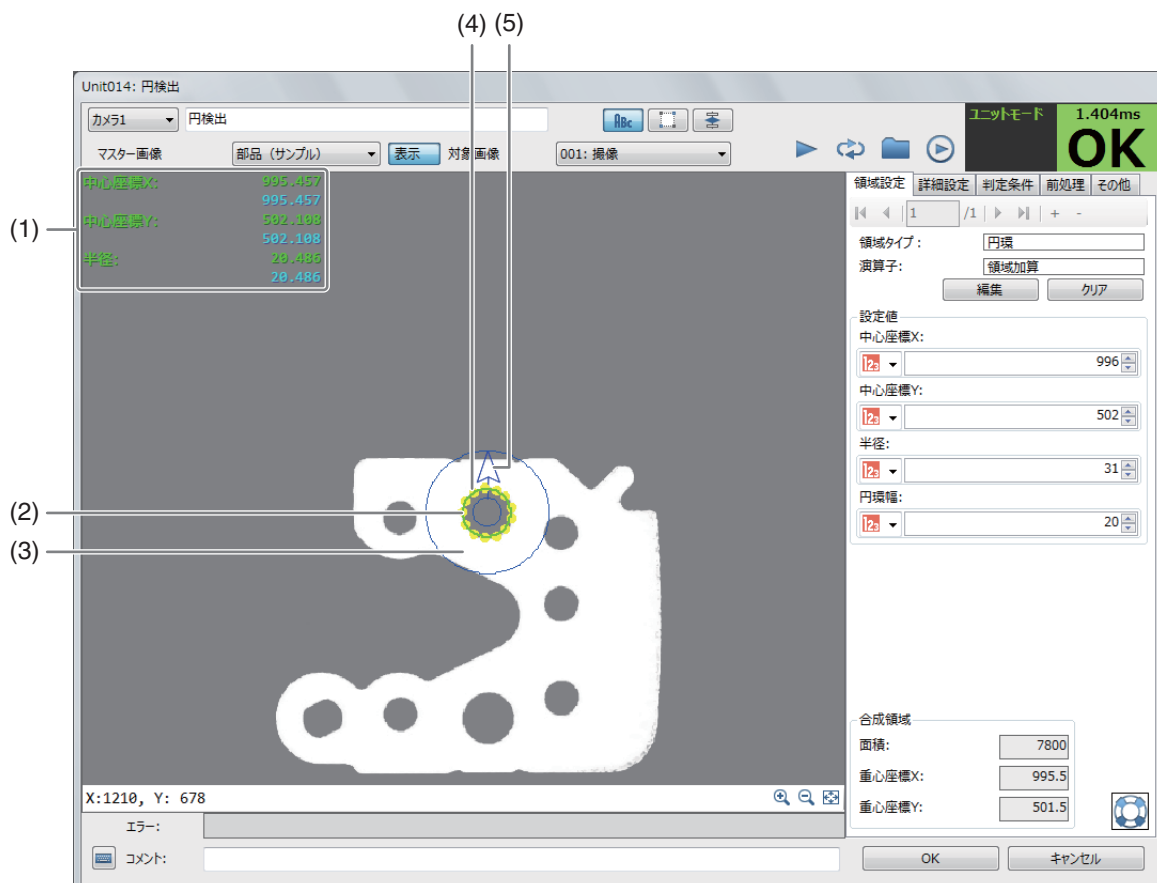 (4) (5)
Unit014: 円検出
カメラ1 円検出 ABC
ユニットモード 1.404ms
OK
マスター画像 部品（サンプル） 表示 対象画像 001: 撮像
(1)
中心座標X: 995.457
995.457
中心座標Y: 502.108
502.108
半径: 20.486
20.486
領域設定 詳細設定 判定条件 前処理 その他
1 /1 + -
領域タイプ： 円環
演算子: 領域加算
編集 クリア
設定値
中心座標X:
123 996
中心座標Y:
123 502
半径:
123 31
円環幅:
123 20
(2)
(3)
合成領域
面積: 7800
重心座標X: 995.5
重心座標Y: 501.5
X:1210, Y: 678
エラー:
コメント:
OK キャンセル